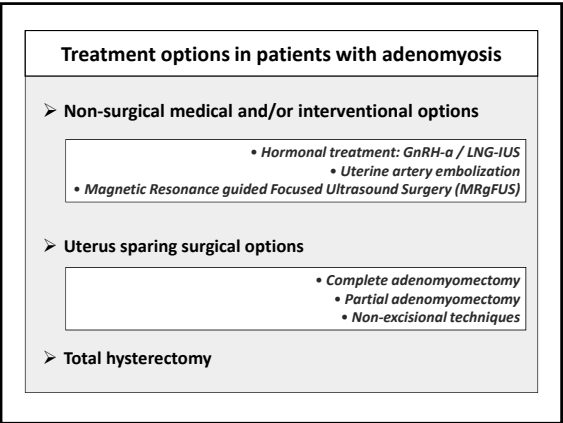 Treatment options in patients with adenomyosis
➢ Non-surgical medical and/or interventional options
• Hormonal treatment: GnRH-a / LNG-IUS
• Uterine artery embolization
• Magnetic Resonance guided Focused Ultrasound Surgery (MRgFUS)
➢ Uterus sparing surgical options
• Complete adenomyomectomy
• Partial adenomyomectomy
• Non-excisional techniques
➢ Total hysterectomy